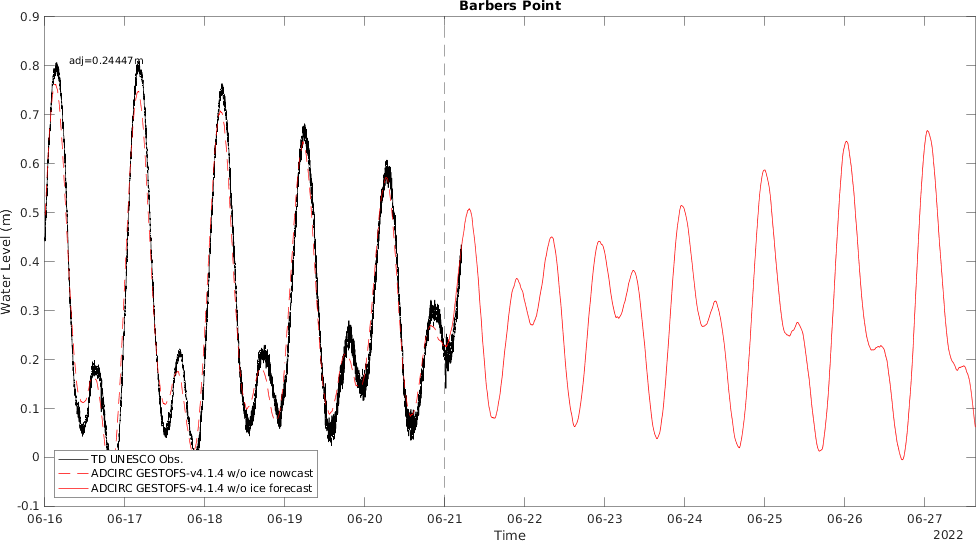 Barbers Point
0.9
0.8
0.7
0.6
0.5
0.4
0.3
0.2
0.1
0
-0.1
Water Level (m)
adj=0.24447m
TD UNESCO Obs.
ADCIRC GESTOFS-v4.1.4 w/o ice nowcast
ADCIRC GESTOFS-v4.1.4 w/o ice forecast
06-16 06-17 06-18 06-19 06-20 06-21 06-22 06-23 06-24 06-25 06-26 06-27
Time
2022